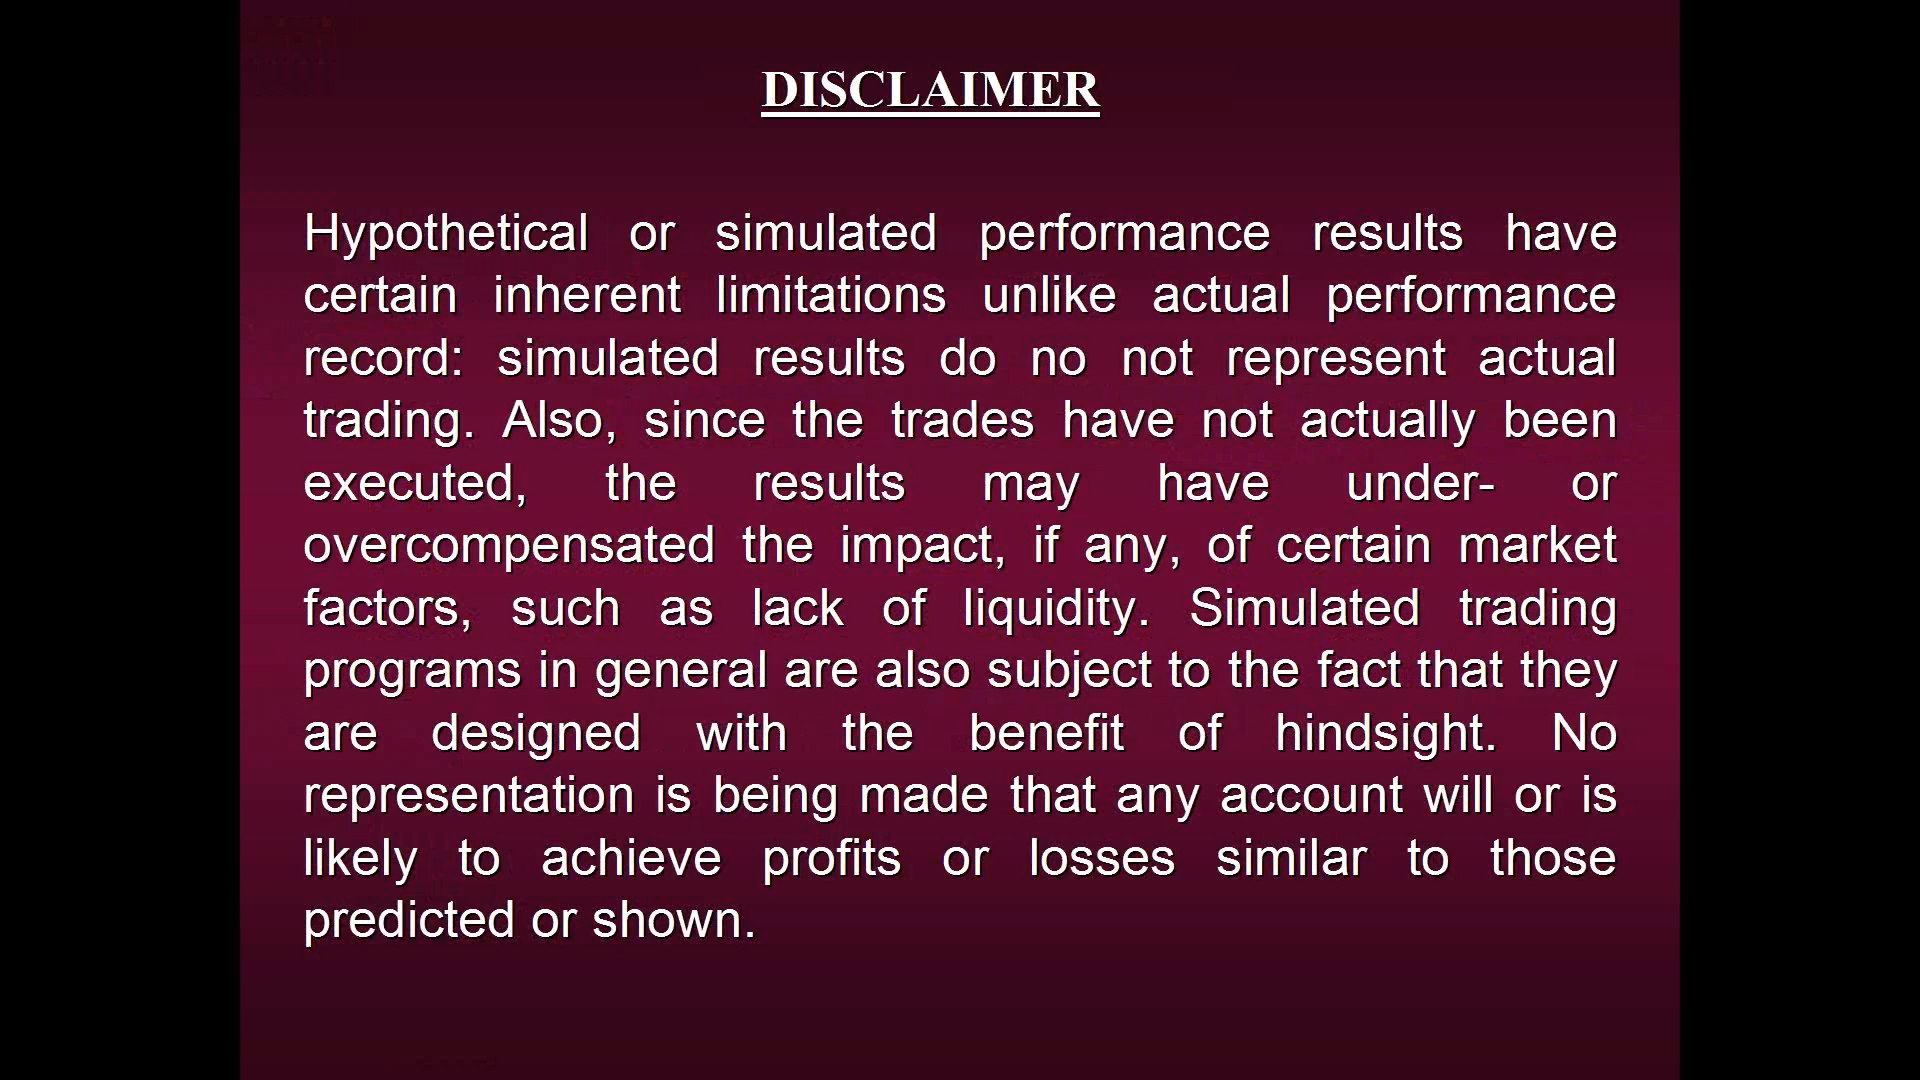 DISCLAIMER
Hypothetical or simulated performance results have
certain inherent limitations unlike actual performance
record: simulated results do no not represent actual
trading. Also, since the trades have not actually been
executed, the results may have under- or
overcompensated the impact, if any, of certain market
factors, such as lack of liquidity. Simulated trading
programs in general are also subject to the fact that they
are designed with the benefit of hindsight. No
representation is being made that any account will or is
likely to achieve profits or losses similar to those
predicted or shown.